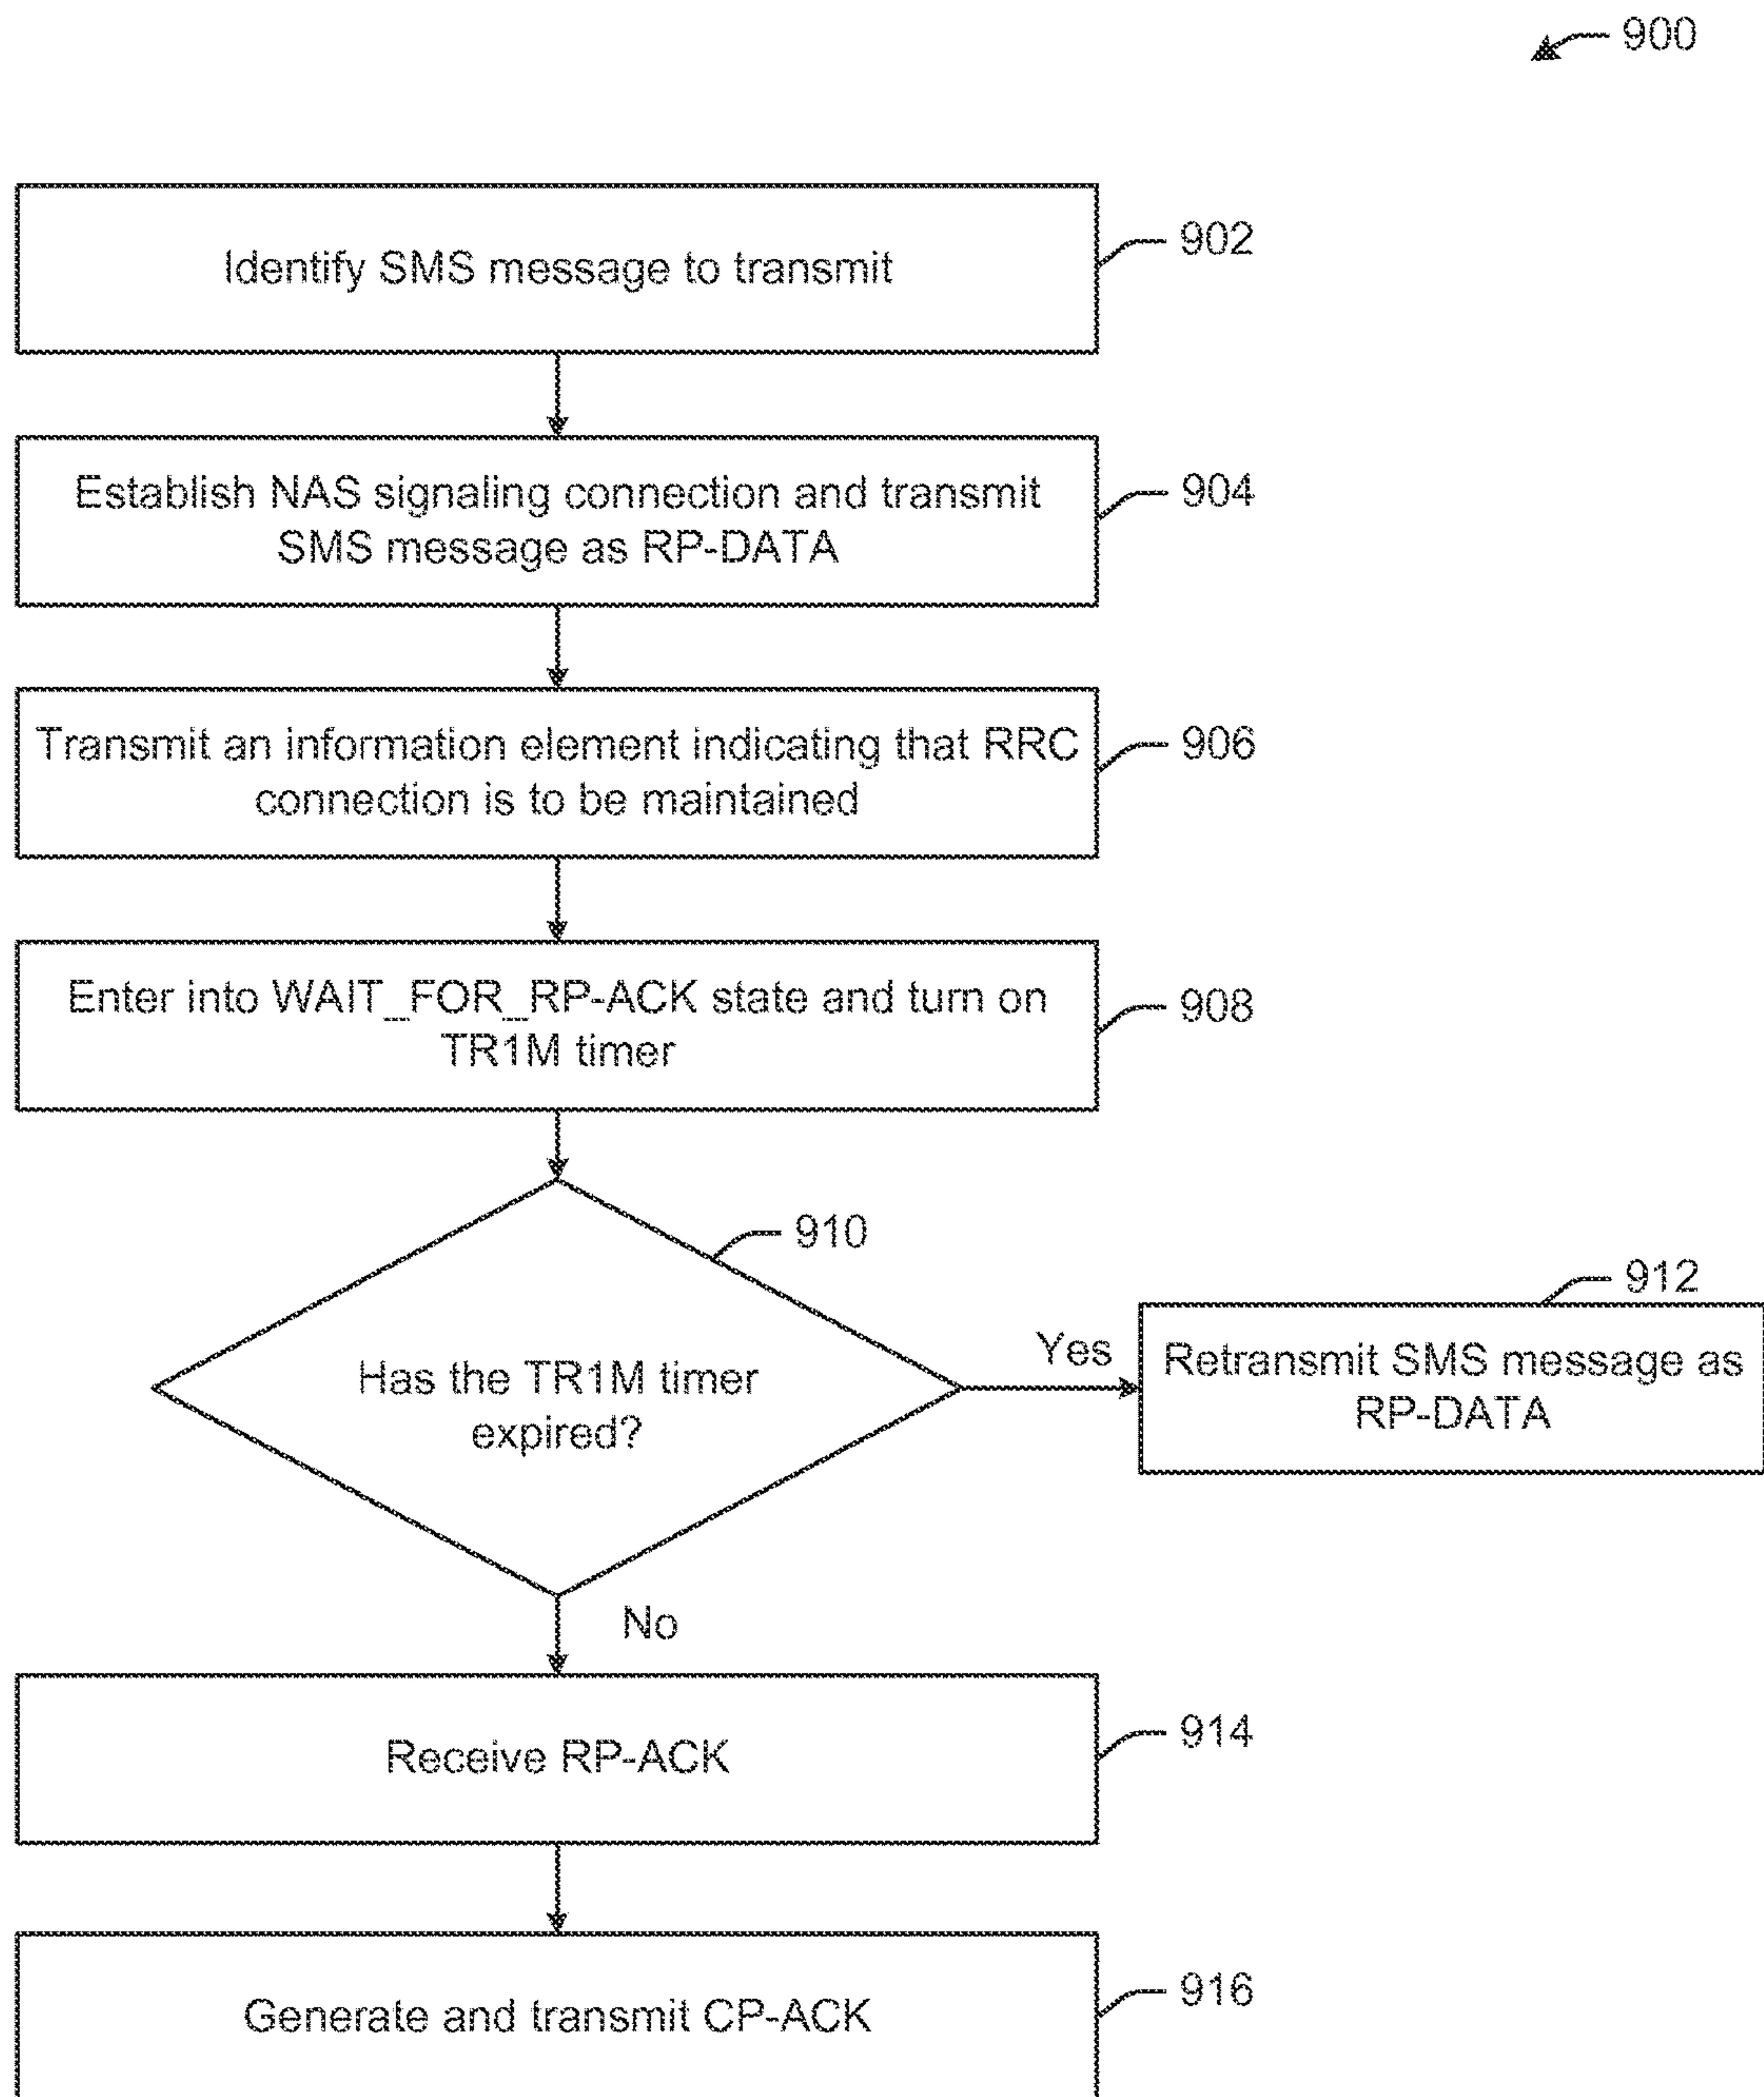 900
Identify SMS message to transmit
902
Establish NAS signaling connection and transmit
SMS message as RP-DATA
904
Transmit an information element indicating that RRC
connection is to be maintained
906
Enter into WAIT_FOR_RP-ACK state and turn on
TR1M timer
908
910
Has the TR1M timer
expired?
Yes
912
Retransmit SMS message as
RP-DATA
No
Receive RP-ACK
914
Generate and transmit CP-ACK
916